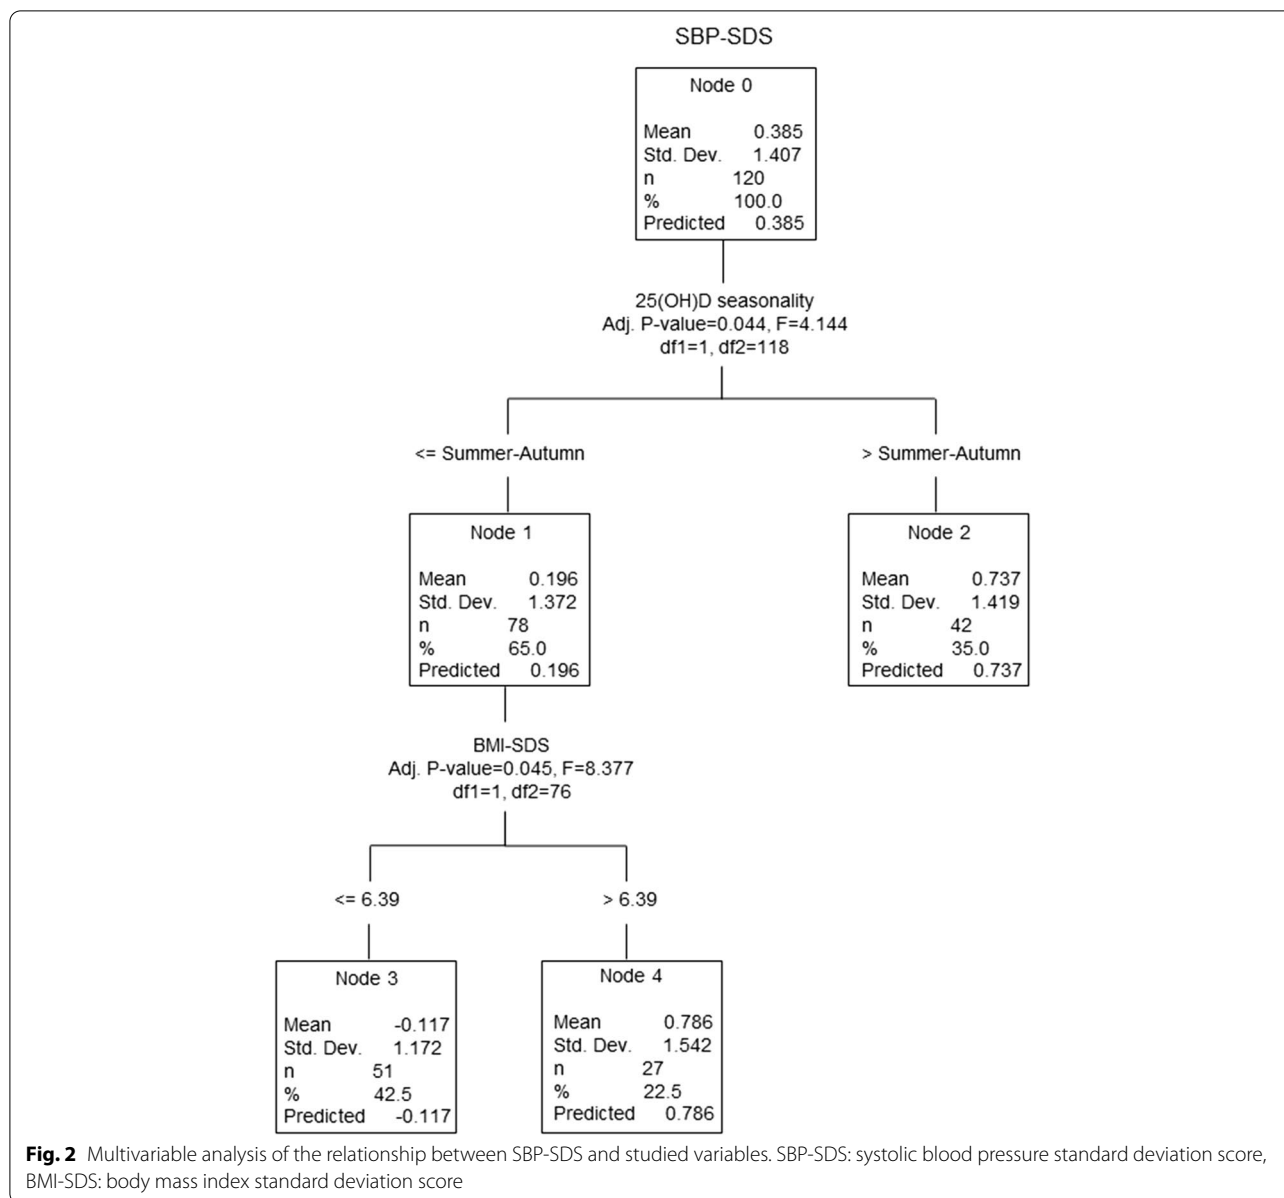 SBP-SDS
Node 0
Mean 0.385
Std. Dev. 1.407
n 120
% 100.0
Predicted 0.385
25(OH)D seasonality
Adj. P-value=0.044, F=4.144
df1=1, df2=118
<= Summer-Autumn
> Summer-Autumn
Node 1
Mean 0.196
Std. Dev. 1.372
n 78
% 65.0
Predicted 0.196
Node 2
Mean 0.737
Std. Dev. 1.419
n 42
% 35.0
Predicted 0.737
BMI-SDS
Adj. P-value=0.045, F=8.377
df1=1, df2=76
<= 6.39
> 6.39
Node 3
Mean -0.117
Std. Dev. 1.172
n 51
% 42.5
Predicted -0.117
Node 4
Mean 0.786
Std. Dev. 1.542
n 27
% 22.5
Predicted 0.786
Fig. 2 Multivariable analysis of the relationship between SBP-SDS and studied variables. SBP-SDS: systolic blood pressure standard deviation score,
BMI-SDS: body mass index standard deviation score